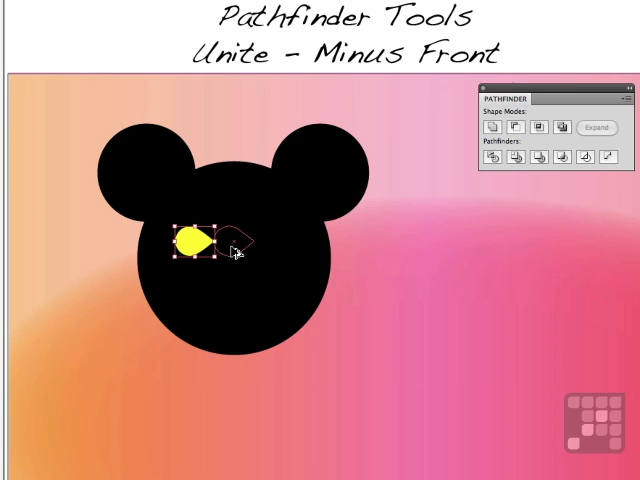 Pathfinder Tools
Unite - Minus Front
PATHFINDER
Shape Modes:
Expand
Pathfinders: